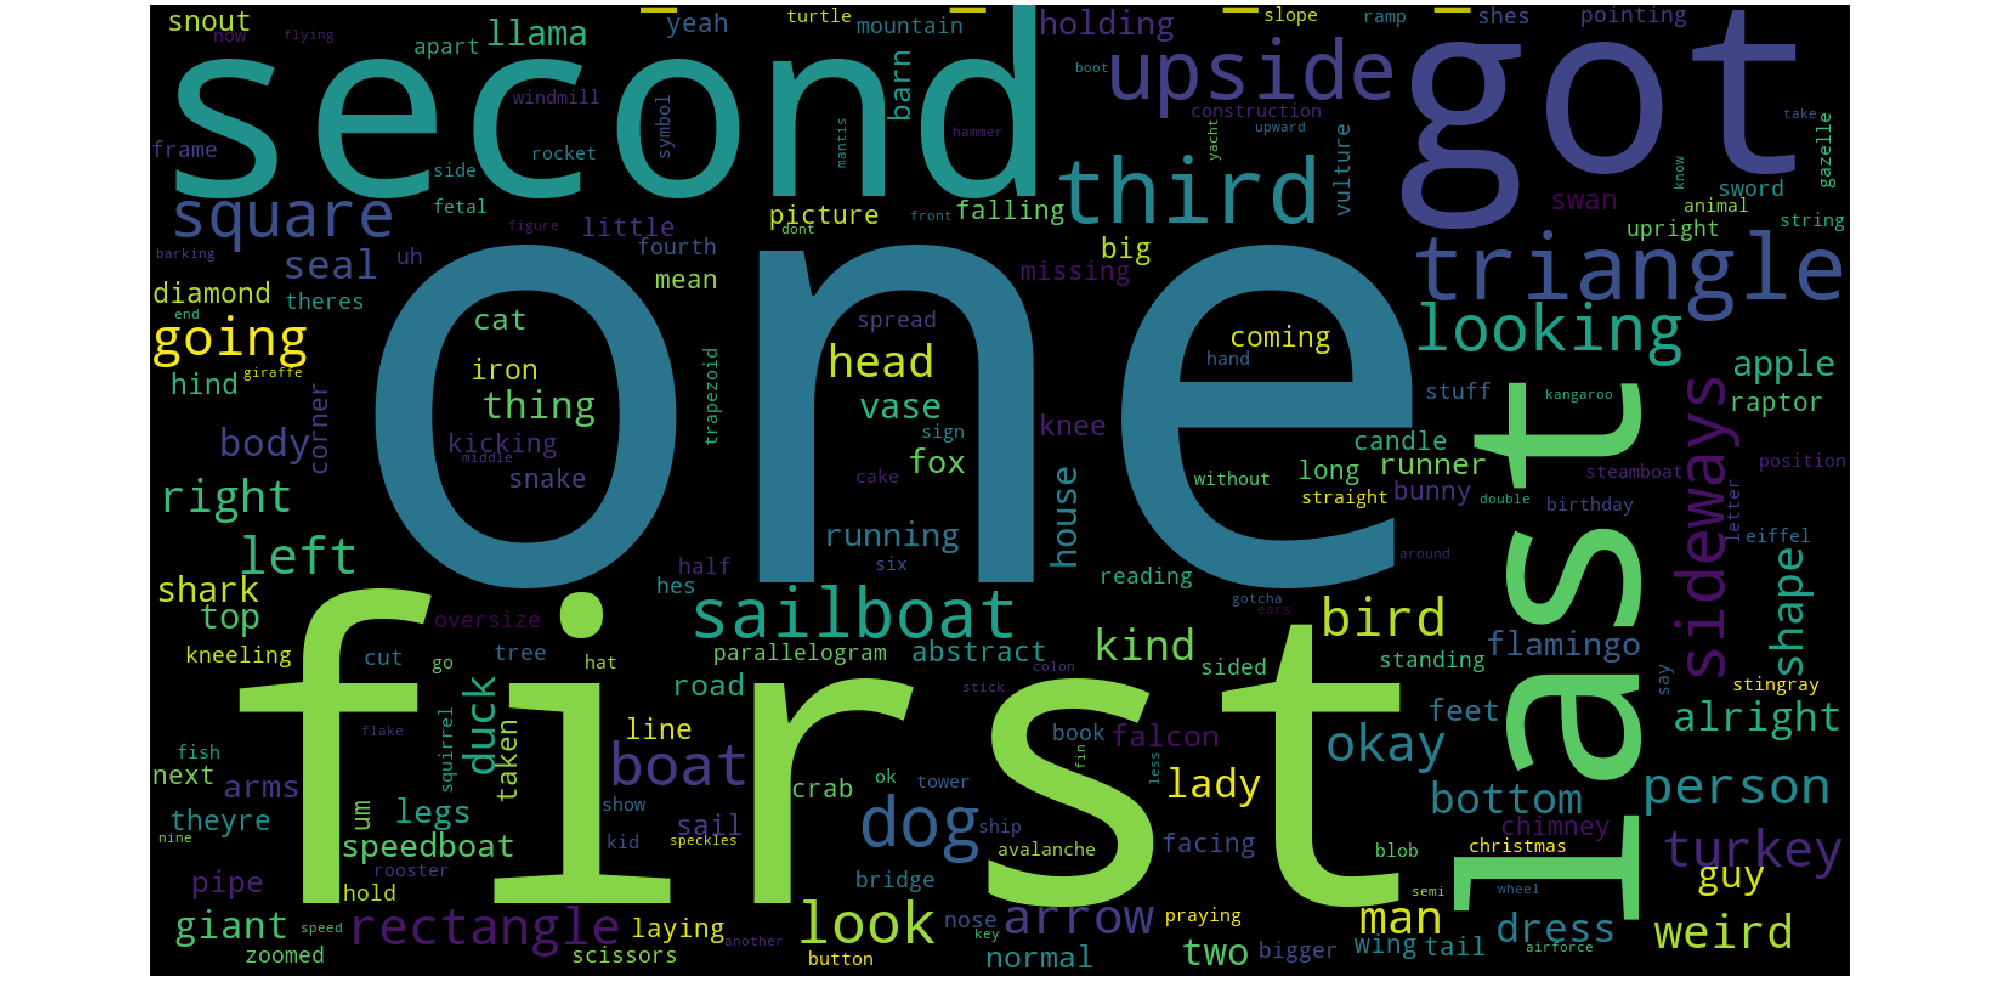 snout
now
flying
apart
llama
yeah
turtle
mountain
holding
slope
ramp
shes
pointing
second
windmill
symbol
barn
boot
upside
got
construction
upward
take
frame
rocket
side
fetal
mantis
hammer
yacht
vulture
third
know
sword
gazelle
swan
animal
string
upright
square
figure
little
picture
dont
front
falling
barking
seal
uh
fourth
mean
big
missing
triangle
diamond
theres
end
going
one
cat
spread
coming
hand
looking
giraffe
hind
iron
thing
head
trapezoid
vase
stuff
kangaroo
apple
raptor
body
corner
kicking
middle
snake
sign
fox
cake
knee
candle
long
runner
without
straight
bunny
double
last
sideways
steamboat
position
letter
birthday
eiffel
right
left
running
six
house
half
hes
reading
around
shark
top
oversize
sailboat
gotcha
ears
bird
shape
kneeling
cut
go
tree
hat
parallelogram
abstract
colon
kind
sided
standing
flamingo
say
stingray
first
road
stick
duck
squirrel
flake
taken
line
book
falcon
feet
alright
fish
next
arms
boat
crab
ok
tower
fin
less
lady
okay
bottom
person
theyre
um
legs
show
sail
dog
ship
nine
speedboat
kid
speckles
avalanche
facing
blob
chimney
christmas
turkey
pipe
rooster
hold
bridge
semi
wheel
guy
giant
speed
rectangle
laying
look
nose
arrow
praying
man
dress
weird
zoomed
scissors
another
button
key
normal
two
bigger
wing
tail
airforce